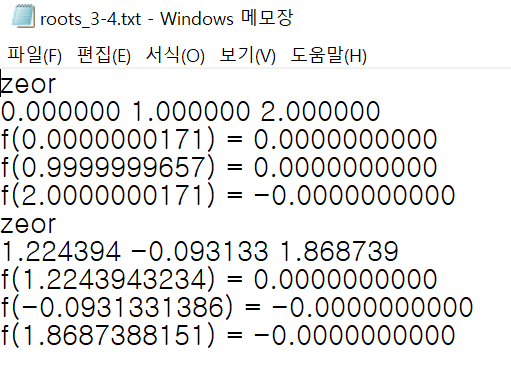 roots_3-4.txt - Windows 메모장
파일(F) 편집(E) 서식(O) 보기(V) 도움말(H)
zeor
0.000000 1.000000 2.000000
f(0.0000000171) = 0.0000000000
f(0.9999999657) = 0.0000000000
f(2.0000000171) = -0.0000000000
zeor
1.224394 -0.093133 1.868739
f(1.2243943234) = 0.0000000000
f(-0.0931331386) = -0.0000000000
f(1.8687388151) = -0.0000000000